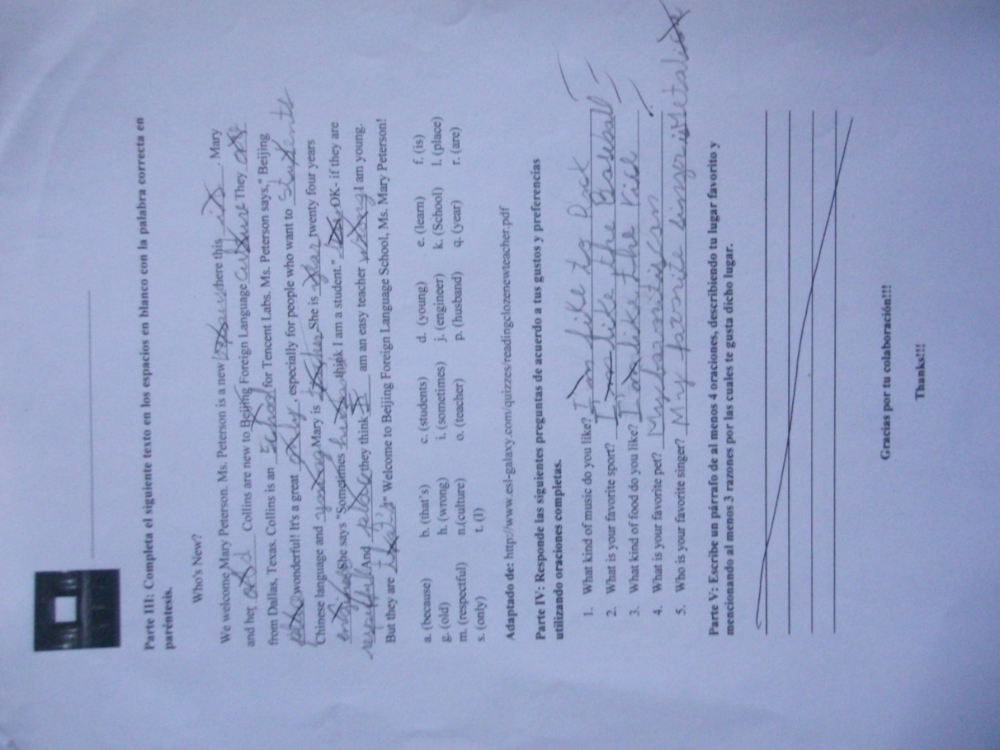 Parte III: Completa el siguiente texto en los espacios en blanco con la palabra correcta en
paréntesis.
Who's New?
We welcome Mary Peterson. Ms. Peterson is a new here this is . Mary
and her old Collins are new to Beijing Foreign Language culture They are
from Dallas, Texas. Collins is an School for Tencent Labs. Ms. Peterson says," Beijing
wonderful! It's a great only , especially for people who want to students
Chinese language and young Mary is teacher She is year twenty four years
She says "Sometimes think I am a student." OK- if they are
respectful And place they think I am an easy teacher wrong I am young.
But they are that's !" Welcome to Beijing Foreign Language School, Ms. Mary Peterson!
a. (because) b. (that's) c. (students) d. (young) e. (learn) f. (is)
g. (old) h. (wrong) i. (sometimes) j. (engineer) k. (School) l. (place)
m. (respectful) n.(culture) o. (teacher) p. (husband) q. (year) r. (are)
s. (only) t. (I)
Adaptado de: http://www.esl-galaxy.com/quizzes/readingclozenewteacher.pdf
Parte IV: Responde las siguientes preguntas de acuerdo a tus gustos y preferencias
utilizando oraciones completas.
1. What kind of music do you like? I'm like to Rock
2. What is your favorite sport? I'm like the Baseball
3. What kind of food do you like? I'm like the Rice
4. What is your favorite pet? My
5. Who is your favorite singer? My favorite singer is Metalica
Parte V: Escribe un párrafo de al menos 4 oraciones, describiendo tu lugar favorito y
mencionando al menos 3 razones por las cuales te gusta dicho lugar.
Gracias por tu colaboración!!!
Thanks!!!